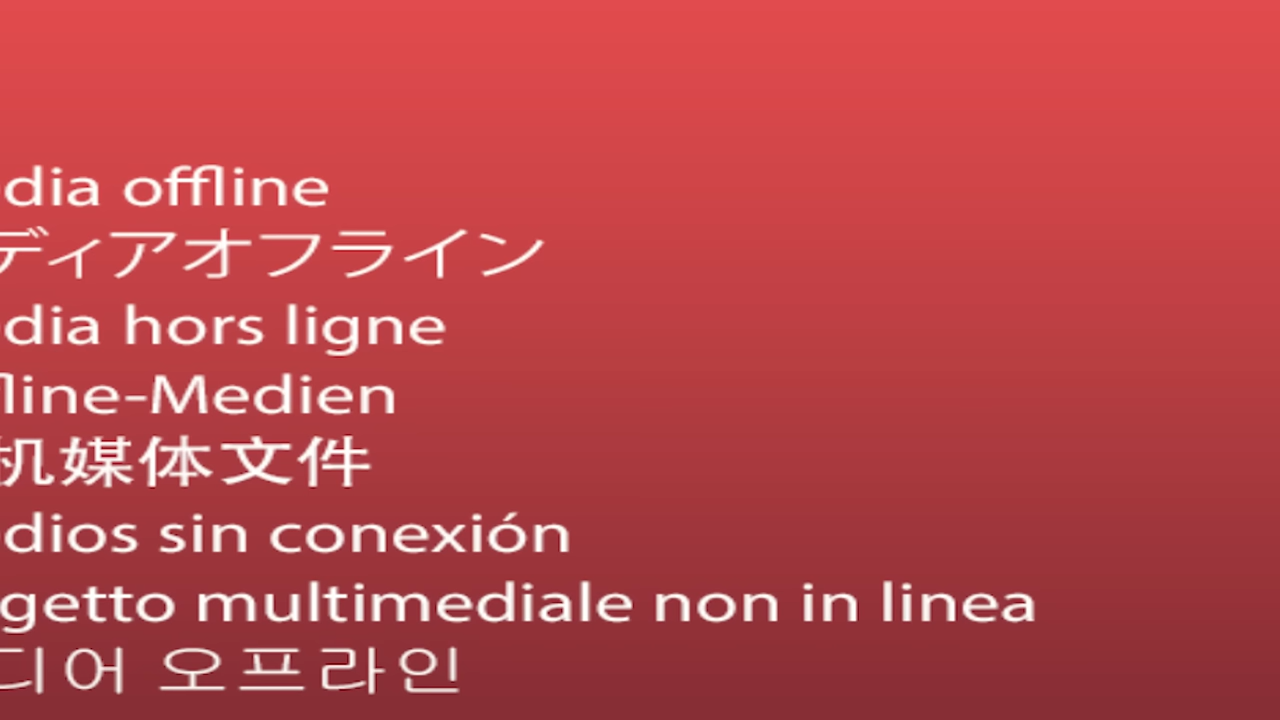 dia offline
ディアオフライン
dia hors ligne
line-Medien
机媒体文件
dios sin conexión
getto multimediale non in linea
디어 오프라인